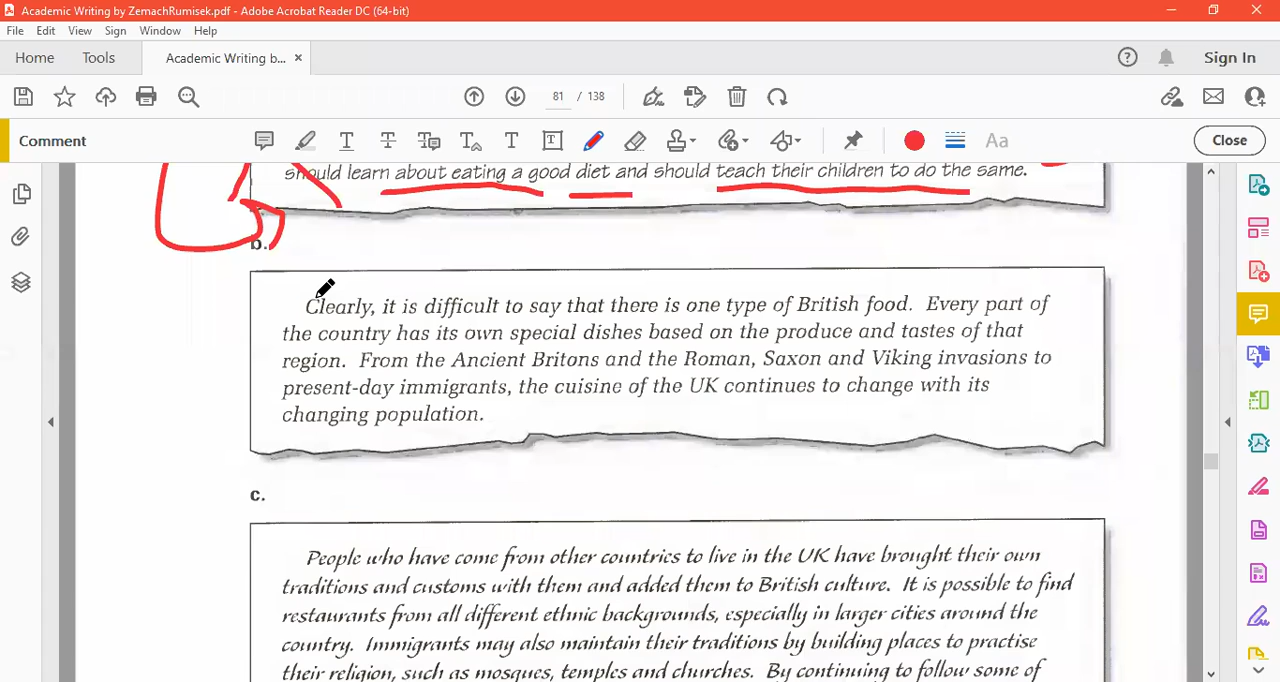 Academic Writing by ZemachRumisek.pdf - Adobe Acrobat Reader DC (64-bit)
File Edit View Sign Window Help
Home Tools Academic Writing b... × Sign In
81 / 138
Comment Close
should learn about eating a good diet and should teach their children to do the same.
b.
Clearly, it is difficult to say that there is one type of British food. Every part of
the country has its own special dishes based on the produce and tastes of that
region. From the Ancient Britons and the Roman, Saxon and Viking invasions to
present-day immigrants, the cuisine of the UK continues to change with its
changing population.
c.
People who have come from other countries to live in the UK have brought their own
traditions and customs with them and added them to British culture. It is possible to find
restaurants from all different ethnic backgrounds, especially in larger cities around the
country. Immigrants may also maintain their traditions by building places to practise
their religion, such as mosques, temples and churches. By continuing to follow some of